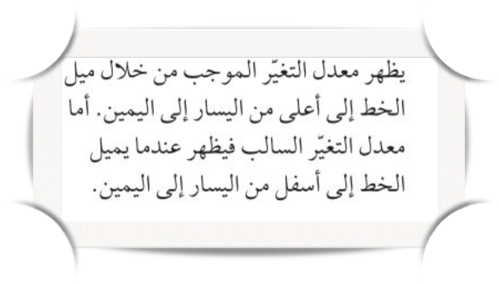 يظهر معدل التغيّر الموجب من خلال ميل
الخط إلى أعلى من اليسار إلى اليمين. أما
معدل التغيّر السالب فيظهر عندما يميل
الخط إلى أسفل من اليسار إلى اليمين.